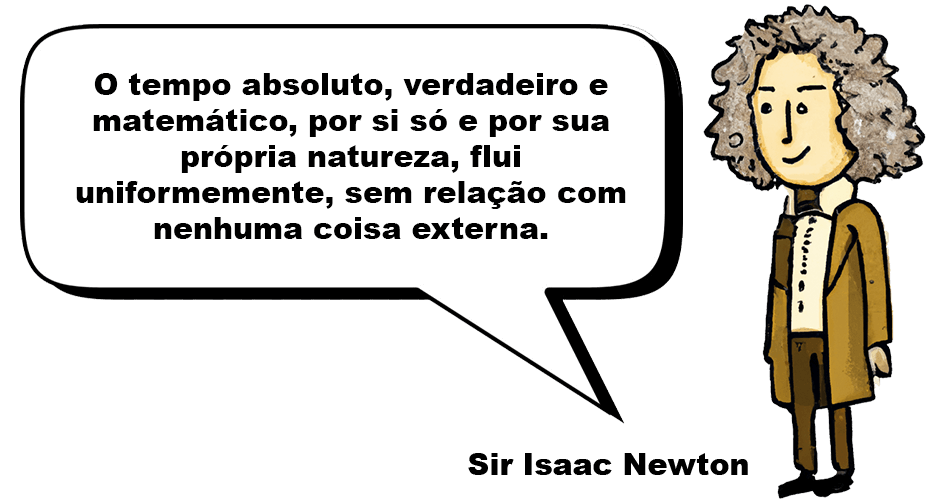 O tempo absoluto, verdadeiro e
matemático, por si só e por sua
própria natureza, flui
uniformemente, sem relação com
nenhuma coisa externa.
Sir Isaac Newton